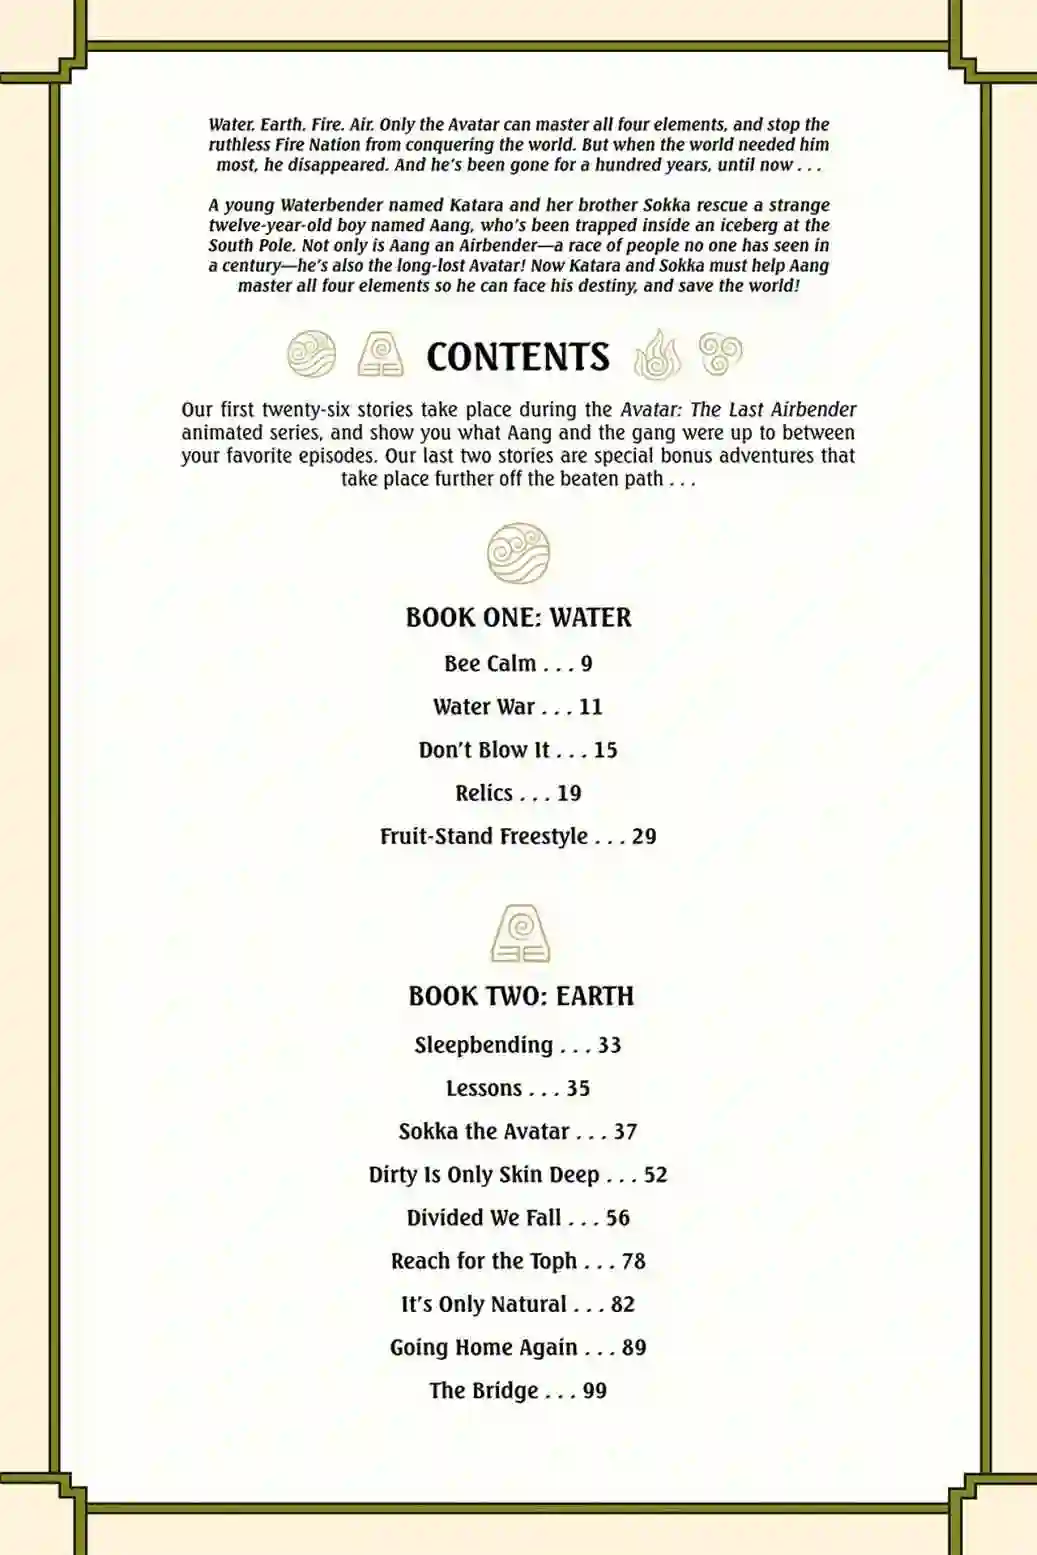 Water. Earth. Fire. Air. Only the Avatar can master all four elements, and stop the
ruthless Fire Nation from conquering the world. But when the world needed him
most, he disappeared. And he's been gone for a hundred years, until now . . .
A young Waterbender named Katara and her brother Sokka rescue a strange
twelve-year-old boy named Aang, who's been trapped inside an iceberg at the
South Pole. Not only is Aang an Airbender—a race of people no one has seen in
a century—he's also the long-lost Avatar! Now Katara and Sokka must help Aang
master all four elements so he can face his destiny, and save the world!
CONTENTS
Our first twenty-six stories take place during the Avatar: The Last Airbender
animated series, and show you what Aang and the gang were up to between
your favorite episodes. Our last two stories are special bonus adventures that
take place further off the beaten path . . .
BOOK ONE: WATER
Bee Calm . . . 9
Water War . . . 11
Don't Blow It . . . 15
Relics . . . 19
Fruit-Stand Freestyle . . . 29
BOOK TWO: EARTH
Sleepbending . . . 33
Lessons . . . 35
Sokka the Avatar . . . 37
Dirty Is Only Skin Deep . . . 52
Divided We Fall . . . 56
Reach for the Toph . . . 78
It's Only Natural . . . 82
Going Home Again . . . 89
The Bridge . . . 99